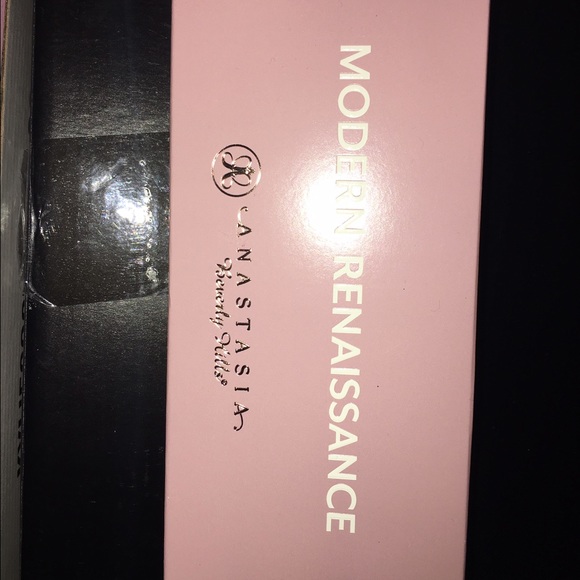 MODERN RENAISSANCE
ANASTASIA
Beverly Hills®